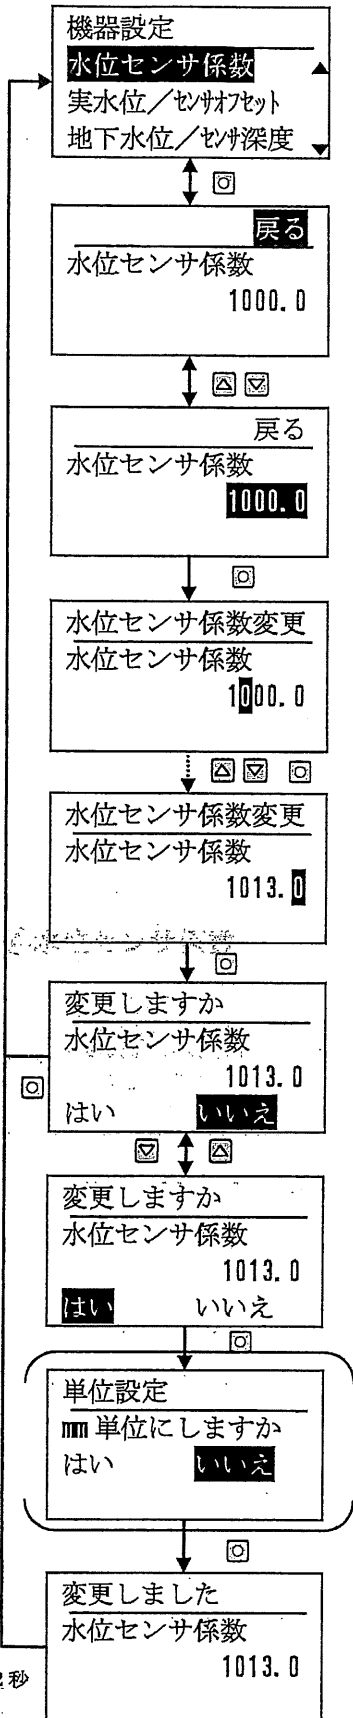 機器設定
水位センサ係数
実水位／センサオフセット
地下水位／センサ深度
戻る
水位センサ係数
1000.0
戻る
水位センサ係数
1000.0
水位センサ係数変更
水位センサ係数
1000.0
水位センサ係数変更
水位センサ係数
1013.0
変更しますか
水位センサ係数
1013.0
はい いいえ
変更しますか
水位センサ係数
1013.0
はい いいえ
単位設定
mm 単位にしますか
はい いいえ
変更しました
水位センサ係数
1013.0
秒